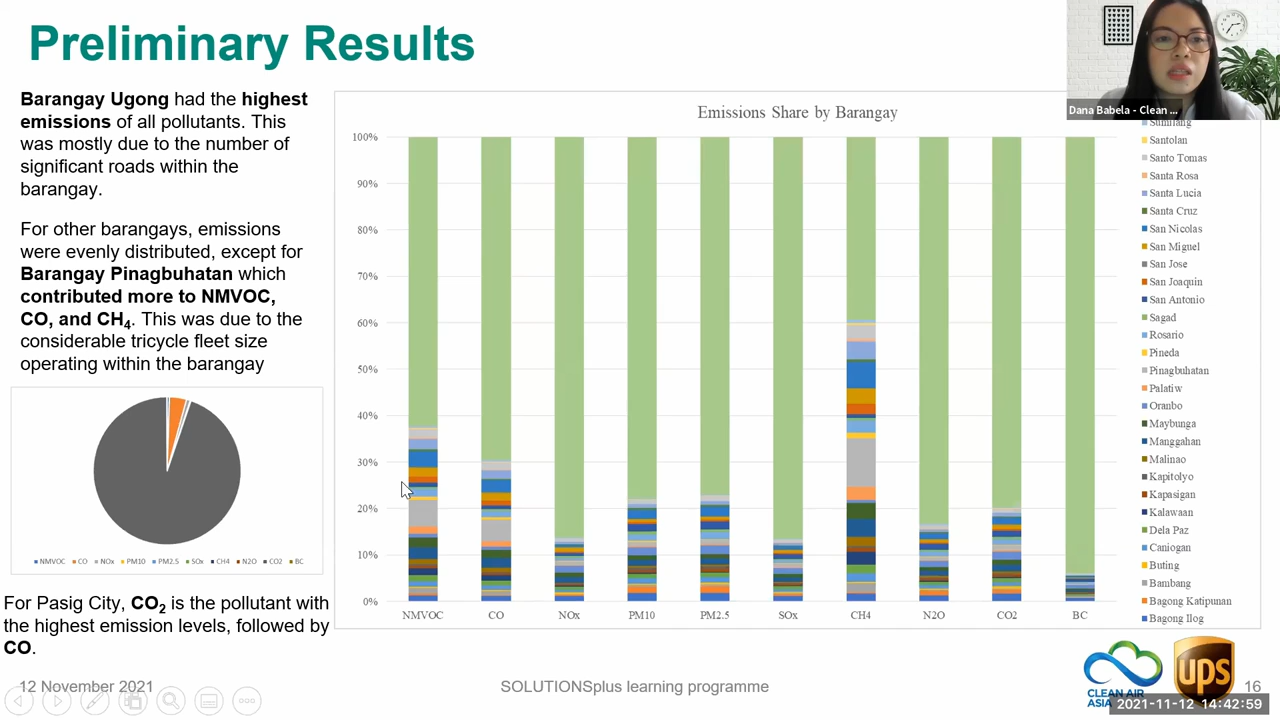 Preliminary Results
Barangay Ugong had the highest
emissions of all pollutants. This
was mostly due to the number of
significant roads within the
barangay.
For other barangays, emissions
were evenly distributed, except for
Barangay Pinagbuhatan which
contributed more to NMVOC,
CO, and CH4. This was due to the
considerable tricycle fleet size
operating within the barangay
NMVOC CO NOx PM10 PM2.5 SOx CH4 N2O CO2 BC
For Pasig City, CO2 is the pollutant with
the highest emission levels, followed by
CO.
Emissions Share by Barangay
100%
90%
80%
70%
60%
50%
40%
30%
20%
10%
0%
NMVOC CO NOx PM10 PM2.5 SOx CH4 N2O CO2 BC
Dana Babela - Clean ...
Sumilang
Santolan
Santo Tomas
Santa Rosa
Santa Lucia
Santa Cruz
San Nicolas
San Miguel
San Jose
San Joaquin
San Antonio
Sagad
Rosario
Pineda
Pinagbuhatan
Palatiw
Oranbo
Maybunga
Manggahan
Malinao
Kapitolyo
Kapasigan
Kalawaan
Dela Paz
Caniogan
Buting
Bambang
Bagong Katipunan
Bagong Ilog
12 November 2021
SOLUTIONSplus learning programme
CLEAN AIR
ASIA
ups
16
2021-11-12 14:42:59